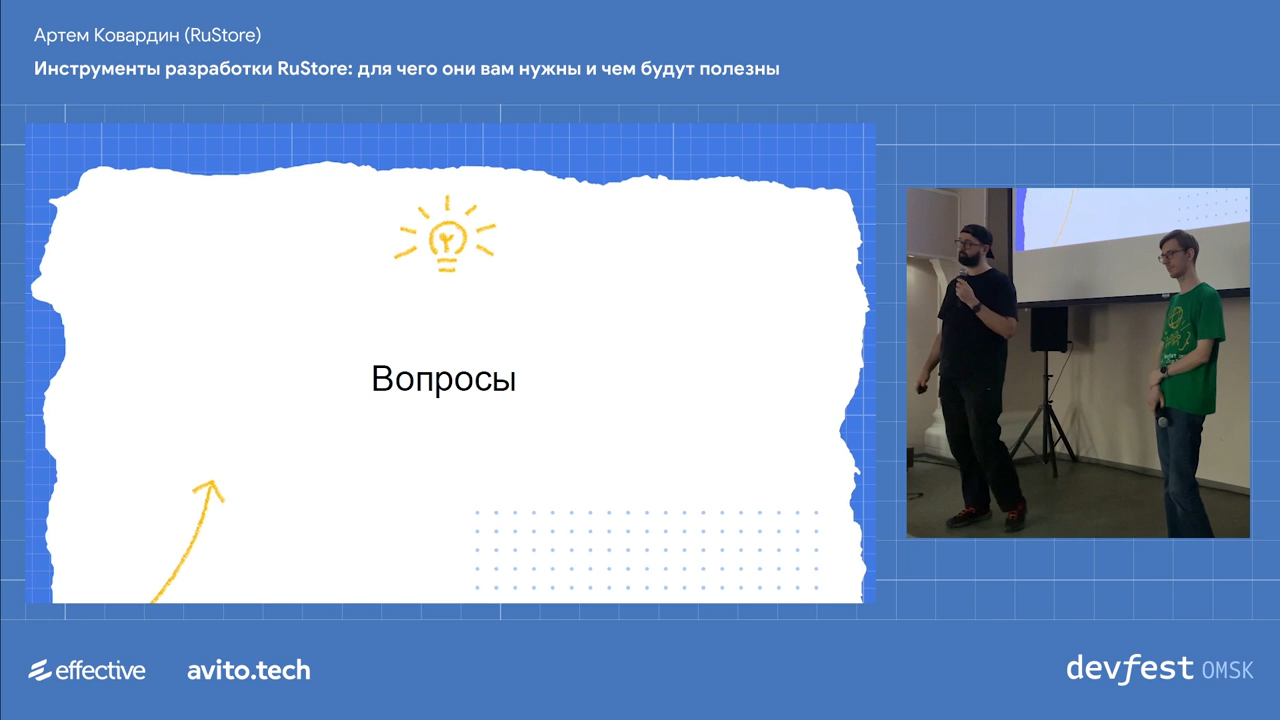 Артем Ковардин (RuStore)
Инструменты разработки RuStore: для чего они вам нужны и чем будут полезны
Вопросы
effective
avito.tech
devfest OMSK